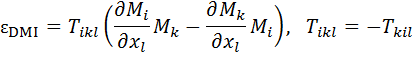 ε_DMI = T_ikl (∂M_i/∂x_l M_k − ∂M_k/∂x_l M_i), T_ikl = −T_kil